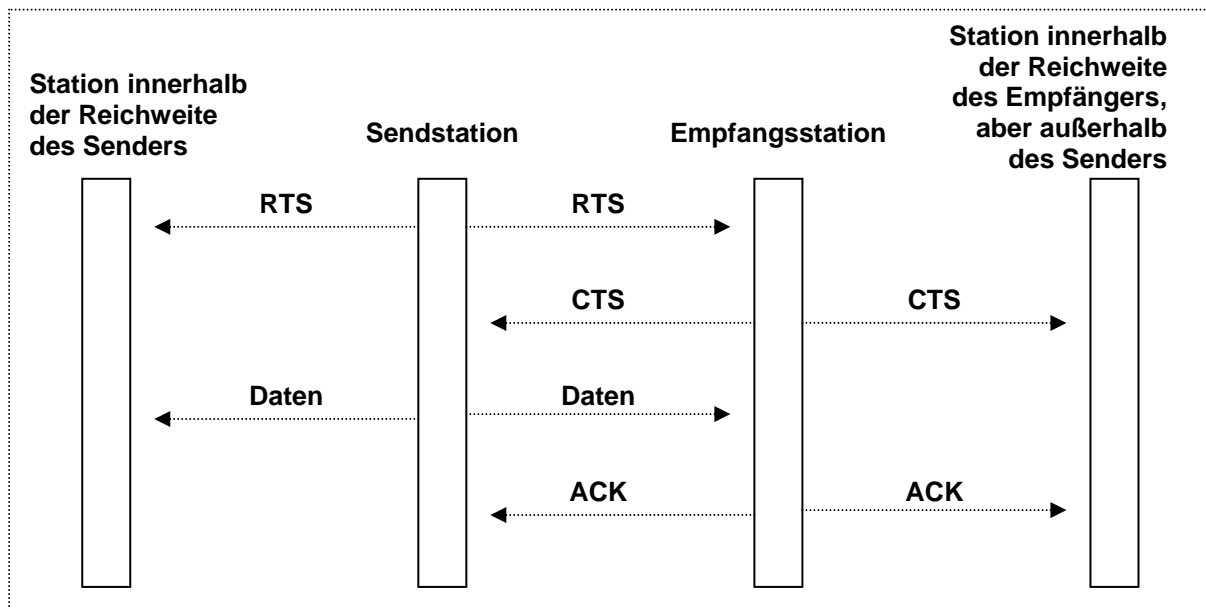 Station innerhalb
der Reichweite
des Senders
Sendstation
Empfangsstation
Station innerhalb
der Reichweite
des Empfängers,
aber außerhalb
des Senders
RTS
RTS
CTS
CTS
Daten
Daten
ACK
ACK